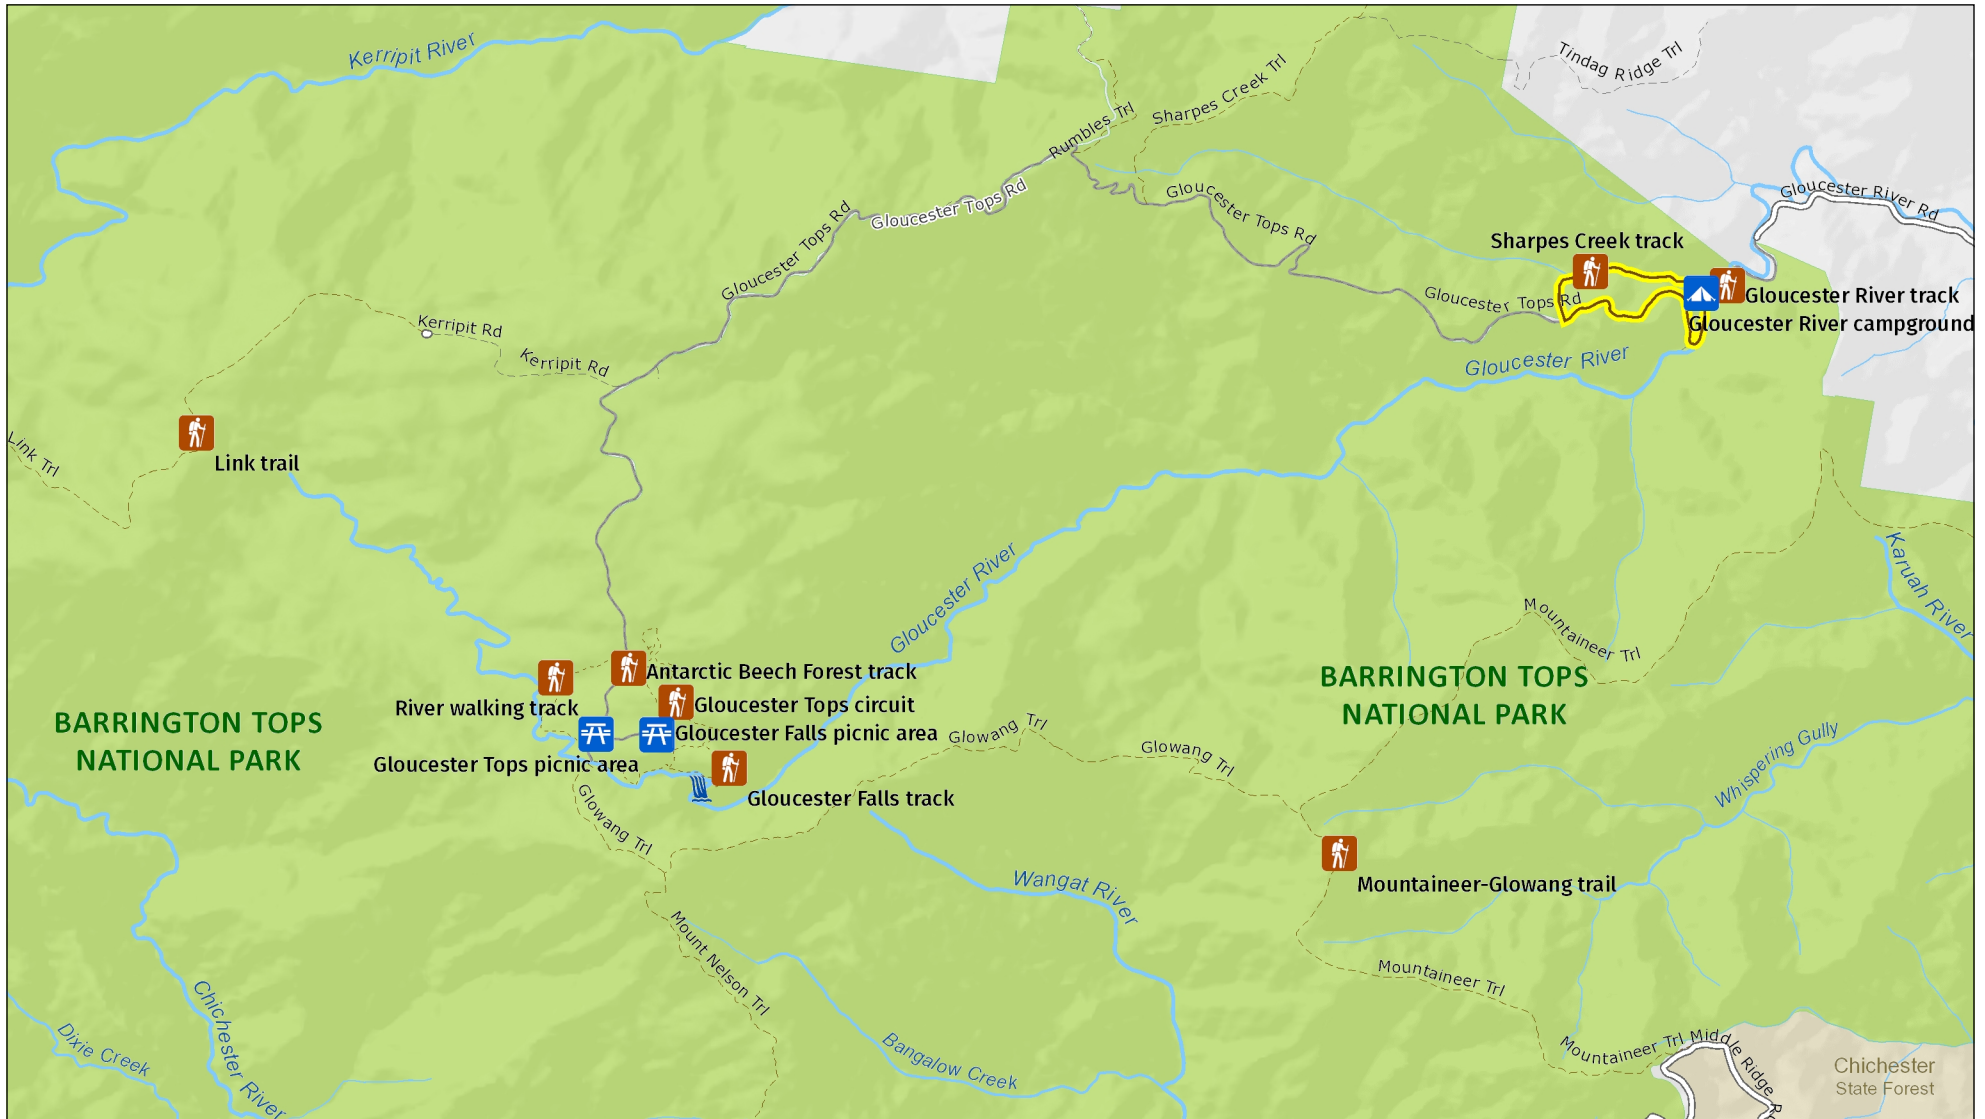 Kerripit River
Tindag Ridge Trl
Sharpes Creek Trl
Rumbles Trl
Gloucester Tops Rd
Gloucester Tops Rd
Gloucester Tops Rd
Gloucester River Rd
Sharpes Creek track
Gloucester River track
Gloucester Tops Rd
Gloucester River campground
Kerripit Rd
Kerripit Rd
Gloucester River
Link Trl
Link trail
Karuah River
Gloucester River
Mountaineer Trl
Antarctic Beech Forest track
River walking track
Gloucester Tops circuit
Gloucester Falls picnic area
Gloucester Tops picnic area
Gloucester Falls track
BARRINGTON TOPS
NATIONAL PARK
BARRINGTON TOPS
NATIONAL PARK
Glowang Trl
Glowang Trl
Glowang Trl
Whispering Gully
Mountaineer-Glowang trail
Wangat River
Mount Nelson Trl
Mountaineer Trl
Chichester River
Dixie Creek
Bangalow Creek
Mountaineer Trl
Middle Ridge R
Chichester
State Forest